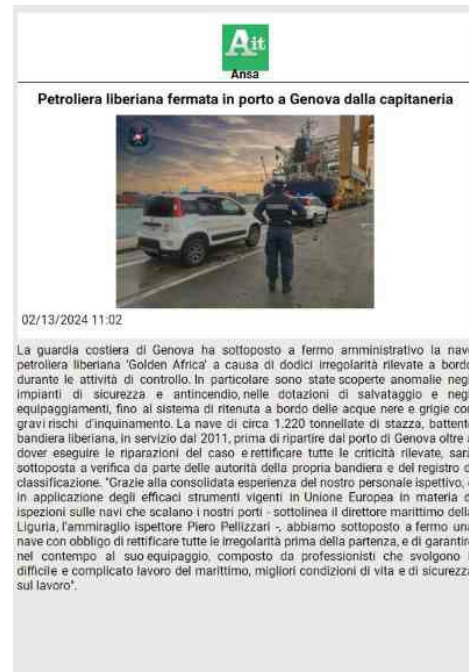 Ait
Ansa
Petroliera liberiana fermata in porto a Genova dalla capitaneria
02/13/2024 11:02
La guardia costiera di Genova ha sottoposto a fermo amministrativo la nave
petroliera liberiana 'Golden Africa' a causa di dodici irregolarità rilevate a bordo
durante le attività di controllo. In particolare sono state scoperte anomalie negl
impianti di sicurezza e antincendio, nelle dotazioni di salvataggio e negl
equipaggiamenti, fino al sistema di ritenuta a bordo delle acque nere e grigie con
gravi rischi d'inquinamento. La nave di circa 1.220 tonnellate di stazza, battente
bandiera liberiana, in servizio dal 2011, prima di ripartire dal porto di Genova oltre a
dover eseguire le riparazioni del caso e rettificare tutte le criticità rilevate, sarà
sottoposta a verifica da parte delle autorità della propria bandiera e del registro d
classificazione. "Grazie alla consolidata esperienza del nostro personale ispettivo, e
in applicazione degli efficaci strumenti vigenti in Unione Europea in materia d
ispezioni sulle navi che scalano i nostri porti - sottolinea il direttore marittimo della
Liguria, l'ammiraglio ispettore Piero Pellizzari -, abbiamo sottoposto a fermo una
nave con obbligo di rettificare tutte le irregolarità prima della partenza, e di garantire
nel contempo al suo equipaggio, composto da professionisti che svolgono i
difficile e complicato lavoro del marittimo, migliori condizioni di vita e di sicurezza
sul lavoro".